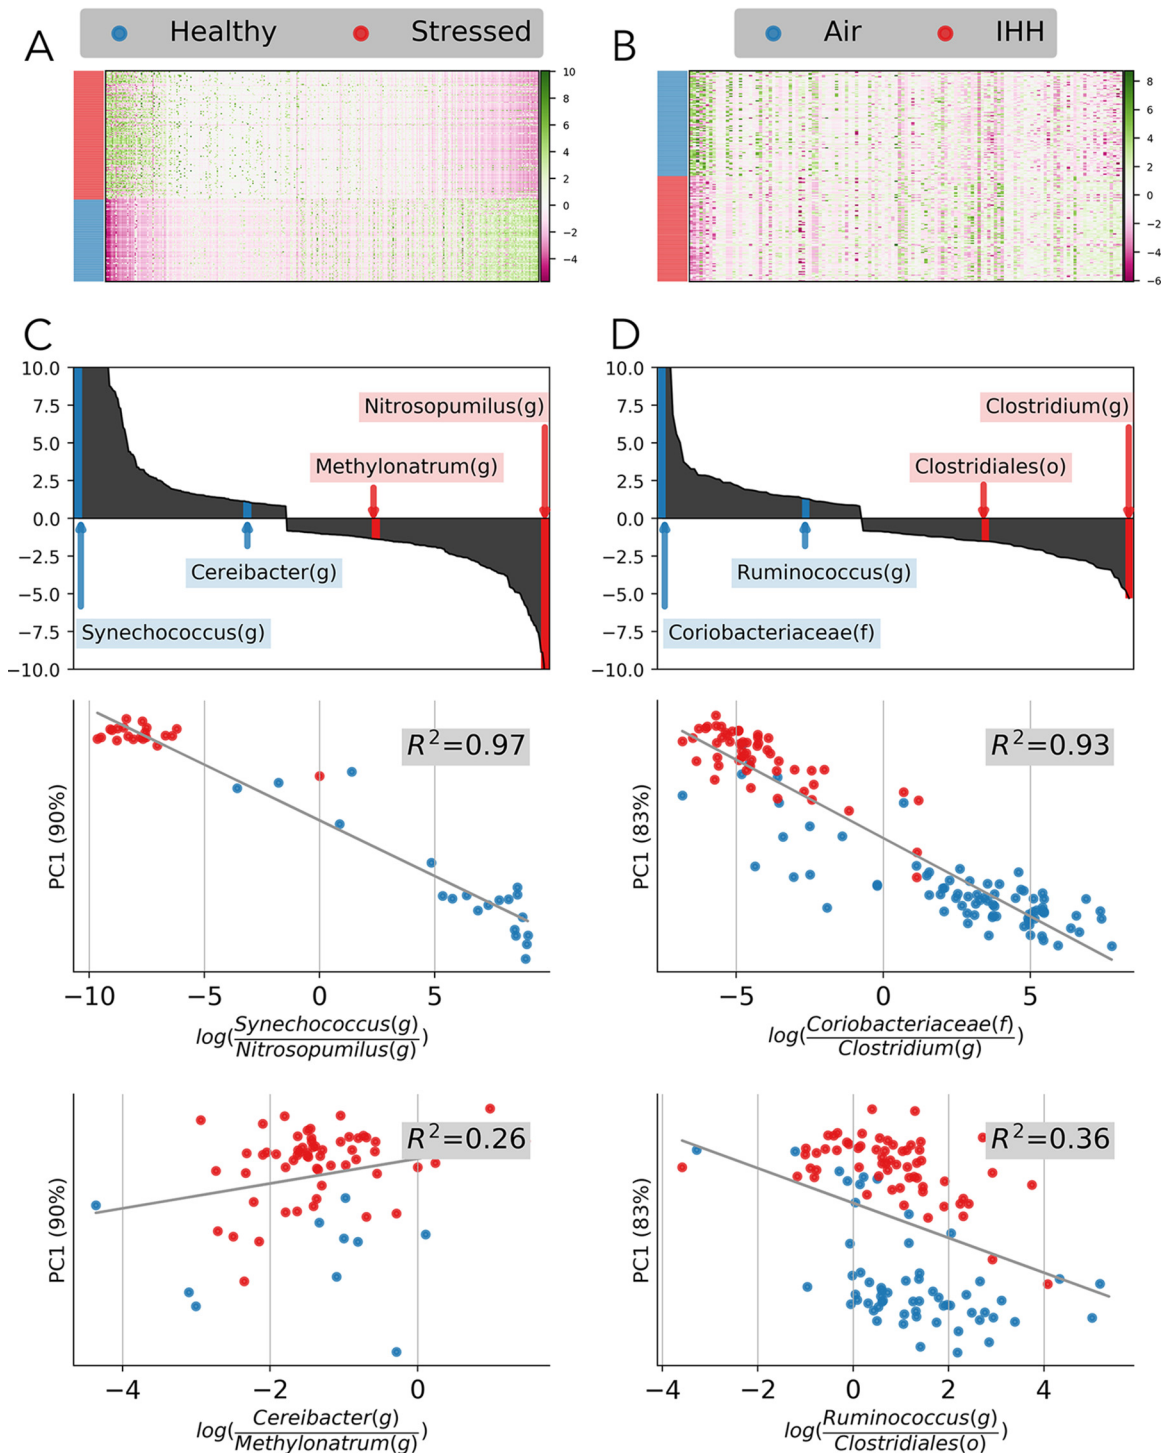 A
Healthy Stressed
10
8
6
4
2
0
−2
−4
B
Air IHH
8
6
4
2
0
−2
−4
−6
C
10.0
7.5
5.0
2.5
0.0
−2.5
−5.0
−7.5
−10.0
Nitrosopumilus(g)
Methylonatrum(g)
Cereibacter(g)
Synechococcus(g)
D
10.0
7.5
5.0
2.5
0.0
−2.5
−5.0
−7.5
−10.0
Clostridium(g)
Clostridiales(o)
Ruminococcus(g)
Coriobacteriaceae(f)
PC1 (90%)
R²=0.97
−10 −5 0 5
log(Synechococcus(g)/Nitrosopumilus(g))
PC1 (83%)
R²=0.93
−5 0 5
log(Coriobacteriaceae(f)/Clostridium(g))
PC1 (90%)
R²=0.26
−4 −2 0
log(Cereibacter(g)/Methylonatrum(g))
PC1 (83%)
R²=0.36
−4 −2 0 2 4
log(Ruminococcus(g)/Clostridiales(o))